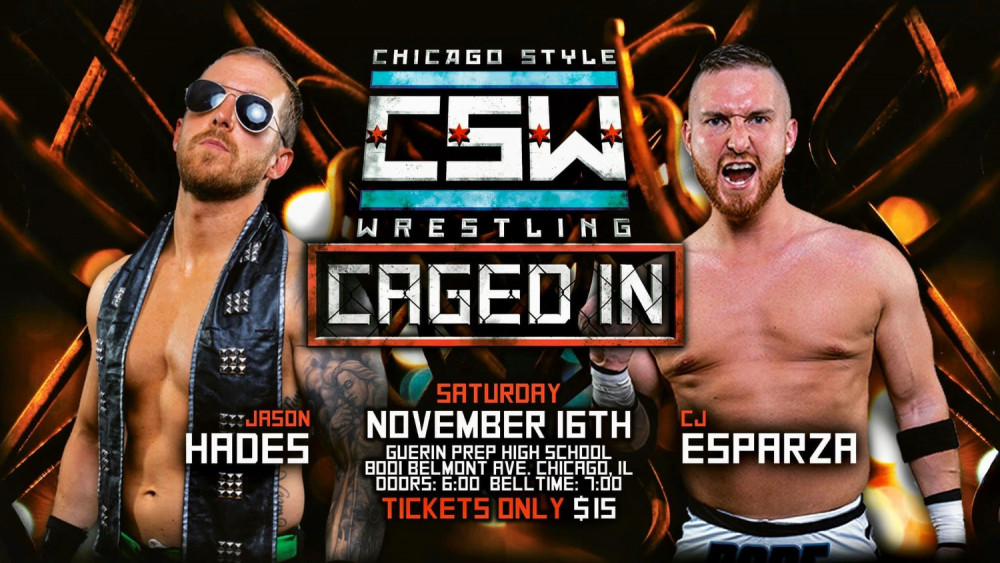 CHICAGO STYLE
CSW
WRESTLING
CAGED IN
SATURDAY
NOVEMBER 16TH
GUERIN PREP HIGH SCHOOL
8001 BELMONT AVE. CHICAGO, IL
DOORS: 6:00 BELLTIME: 7:00
TICKETS ONLY $15
JASON
HADES
CJ
ESPARZA